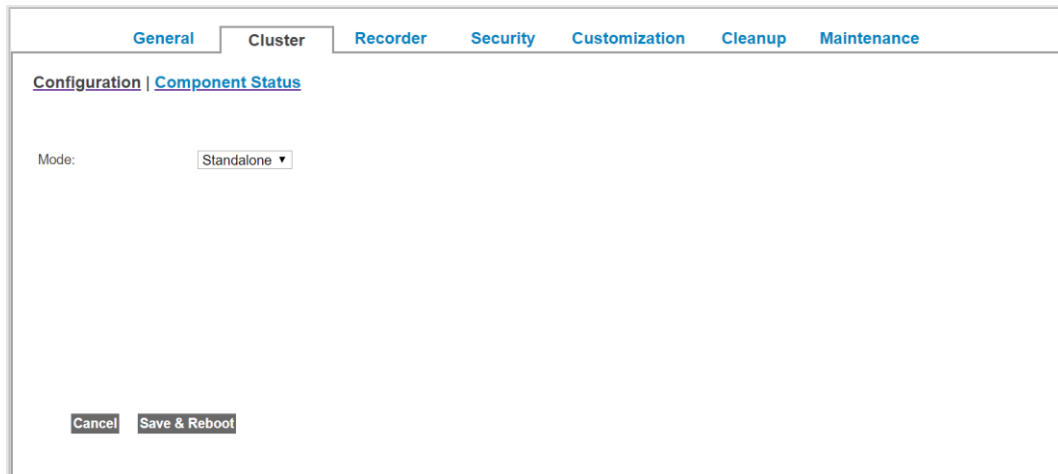 General Cluster Recorder Security Customization Cleanup Maintenance
Configuration | Component Status
Mode: Standalone ▼
Cancel Save & Reboot